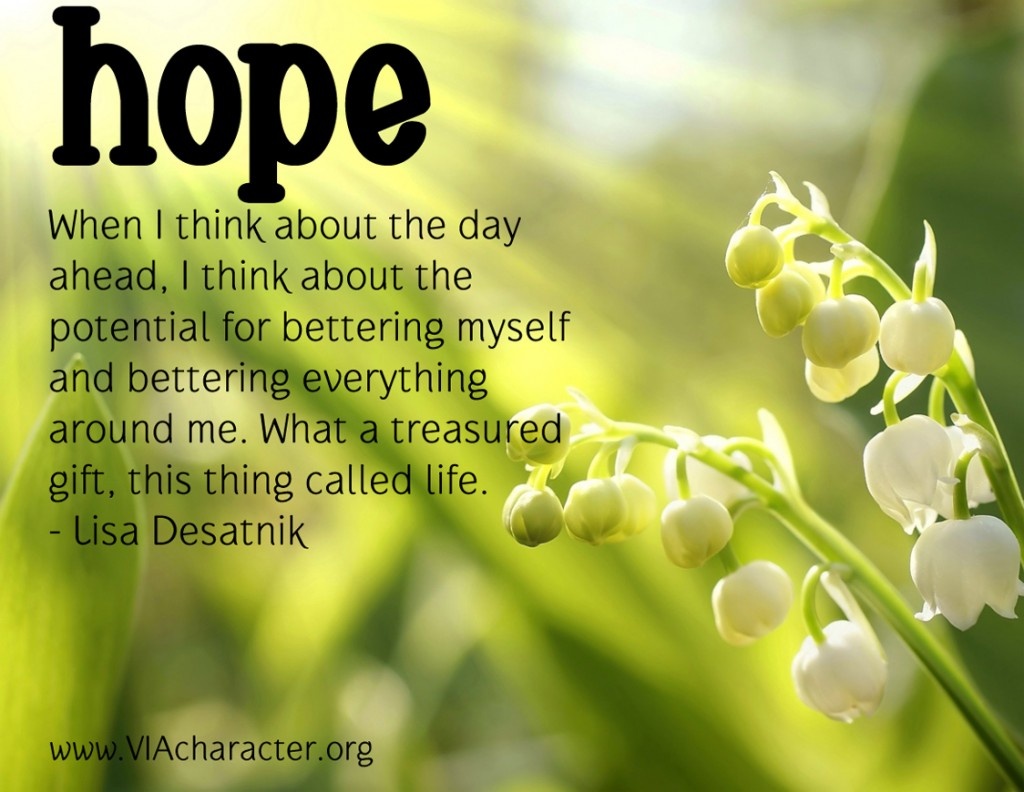 hope
When I think about the day
ahead, I think about the
potential for bettering myself
and bettering everything
around me. What a treasured
gift, this thing called life.
- Lisa Desatnik
www.VIAcharacter.org